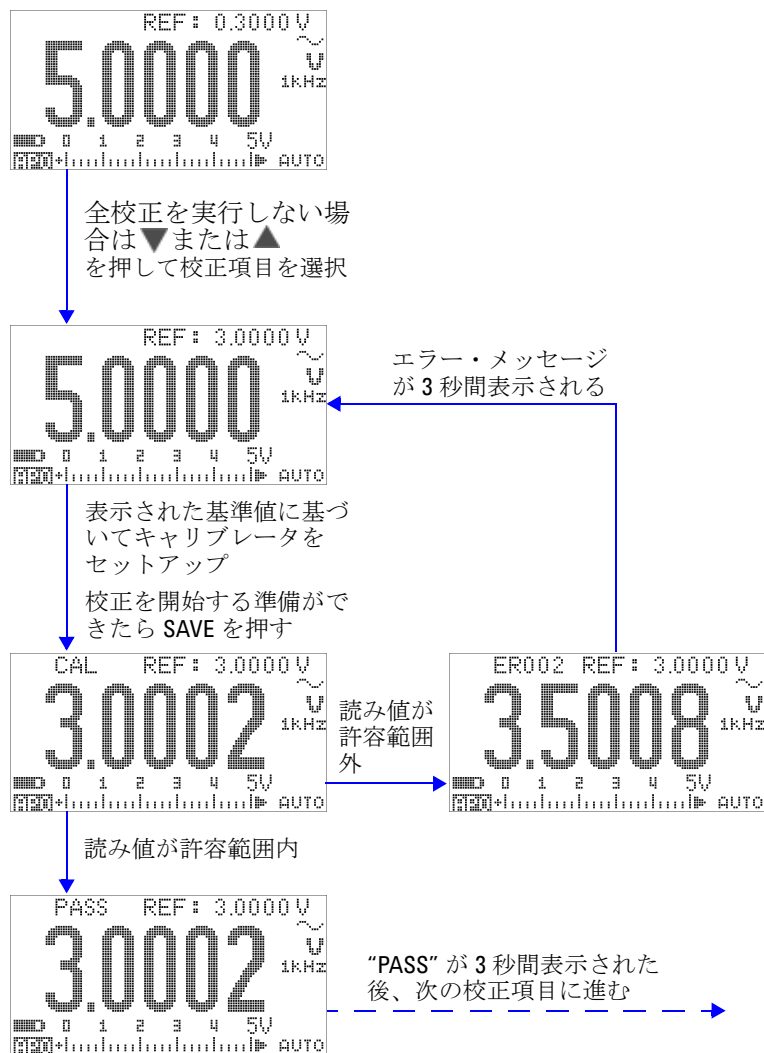 REF: 0.3000 V
5.0000
V
1kHz
0 1 2 3 4 5V
APO AUTO
全校正を実行しない場
合は▼または▲
を押して校正項目を選択
REF: 3.0000 V
5.0000
V
1kHz
0 1 2 3 4 5V
APO AUTO
エラー・メッセージ
が 3 秒間表示される
表示された基準値に基づ
いてキャリブレータを
セットアップ
校正を開始する準備がで
きたら SAVE を押す
CAL REF: 3.0000 V
3.0002
V
1kHz
0 1 2 3 4 5V
APO AUTO
読み値が
許容範囲
外
ER002 REF: 3.0000 V
3.5008
V
1kHz
0 1 2 3 4 5V
APO AUTO
読み値が許容範囲内
PASS REF: 3.0000 V
3.0002
V
1kHz
0 1 2 3 4 5V
APO AUTO
“PASS” が 3 秒間表示された
後、次の校正項目に進む